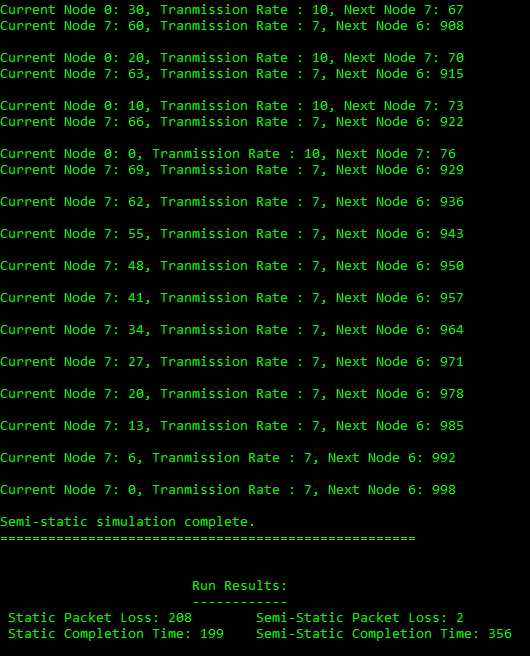 Current Node 0: 30, Tranmission Rate : 10, Next Node 7: 67
Current Node 7: 60, Tranmission Rate : 7, Next Node 6: 908
Current Node 0: 20, Tranmission Rate : 10, Next Node 7: 70
Current Node 7: 63, Tranmission Rate : 7, Next Node 6: 915
Current Node 0: 10, Tranmission Rate : 10, Next Node 7: 73
Current Node 7: 66, Tranmission Rate : 7, Next Node 6: 922
Current Node 0: 0, Tranmission Rate : 10, Next Node 7: 76
Current Node 7: 69, Tranmission Rate : 7, Next Node 6: 929
Current Node 7: 62, Tranmission Rate : 7, Next Node 6: 936
Current Node 7: 55, Tranmission Rate : 7, Next Node 6: 943
Current Node 7: 48, Tranmission Rate : 7, Next Node 6: 950
Current Node 7: 41, Tranmission Rate : 7, Next Node 6: 957
Current Node 7: 34, Tranmission Rate : 7, Next Node 6: 964
Current Node 7: 27, Tranmission Rate : 7, Next Node 6: 971
Current Node 7: 20, Tranmission Rate : 7, Next Node 6: 978
Current Node 7: 13, Tranmission Rate : 7, Next Node 6: 985
Current Node 7: 6, Tranmission Rate : 7, Next Node 6: 992
Current Node 7: 0, Tranmission Rate : 7, Next Node 6: 998
Semi-static simulation complete.
====================================================
Run Results:
------------
Static Packet Loss: 208 Semi-Static Packet Loss: 2
Static Completion Time: 199 Semi-Static Completion Time: 356